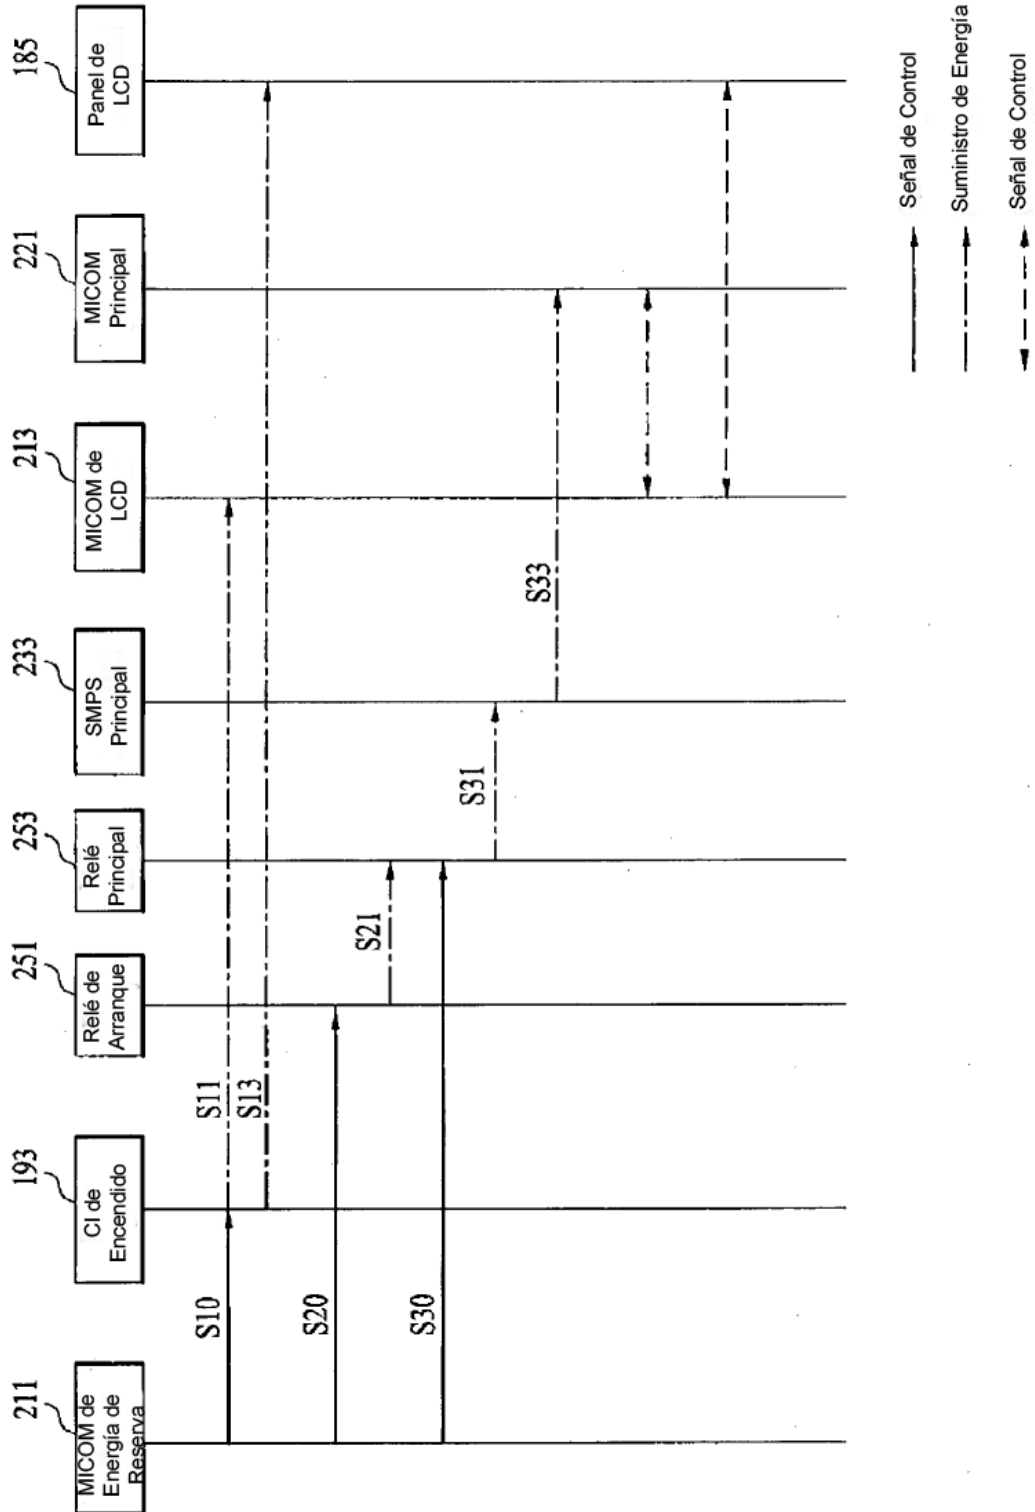 211
MICOM de
Energía de
Reserva
193
CI de
Encendido
251
Relé de
Arranque
253
Relé
Principal
233
SMPS
Principal
213
MICOM de
LCD
221
MICOM
Principal
185
Panel de
LCD
S10
S11
S13
S20
S21
S30
S31
S33
Señal de Control
Suministro de Energía
Señal de Control